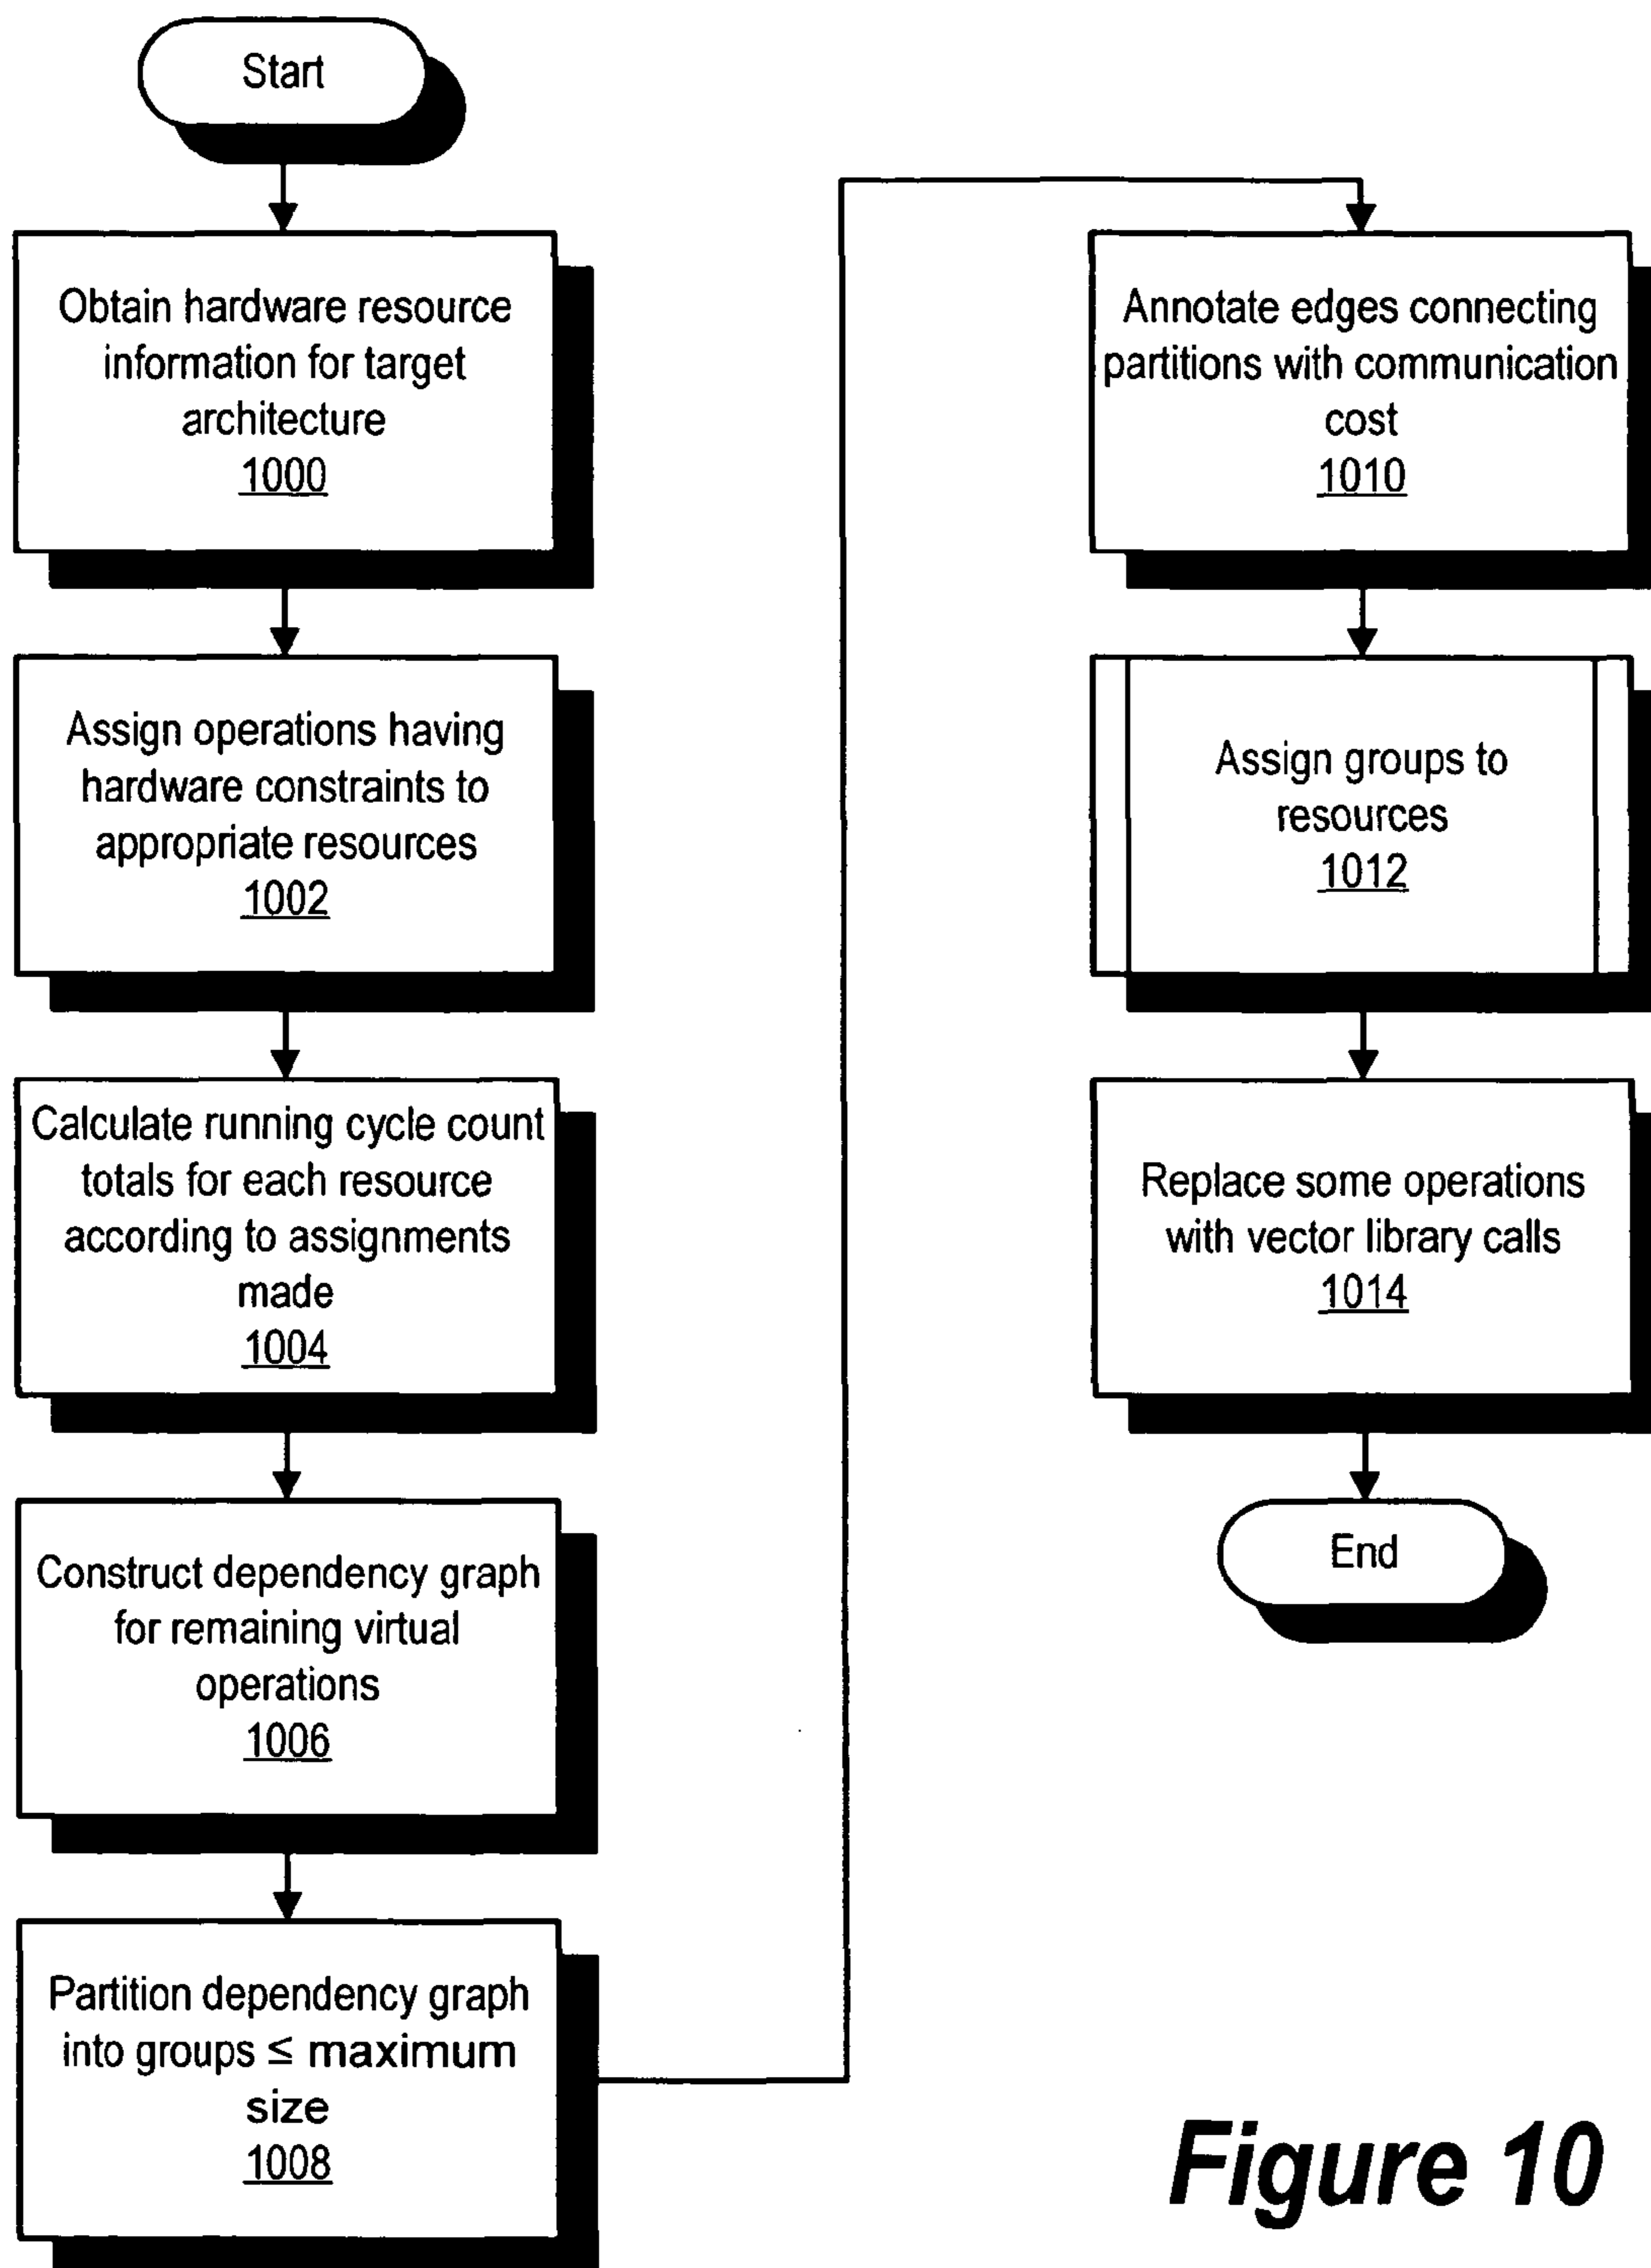 Start
Obtain hardware resource
information for target
architecture
1000
Assign operations having
hardware constraints to
appropriate resources
1002
Calculate running cycle count
totals for each resource
according to assignments
made
1004
Construct dependency graph
for remaining virtual
operations
1006
Partition dependency graph
into groups ≤ maximum
size
1008
Annotate edges connecting
partitions with communication
cost
1010
Assign groups to
resources
1012
Replace some operations
with vector library calls
1014
End
Figure 10